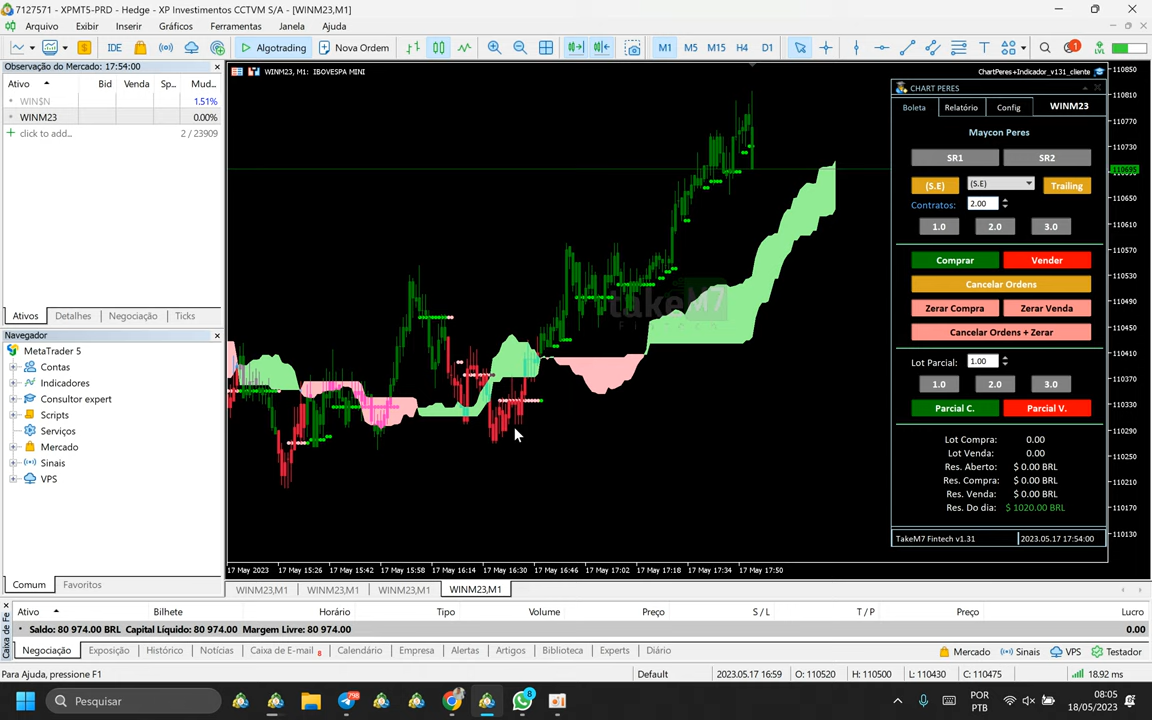 7127571 - XPMT5-PRD - Hedge - XP Investimentos CCTVM S/A - [WINM23,M1]
Arquivo Exibir Inserir Gráficos Ferramentas Janela Ajuda
IDE Algotrading Nova Ordem M1 M5 M15 H4 D1 1 LVL
Observação do Mercado: 17:54:00
Ativo Bid Venda Sp... Mud...
WIN$N 1.51%
WINM23 0.00%
click to add... 2 / 23909
Ativos Detalhes Negociação Ticks
Navegador
MetaTrader 5
Contas
Indicadores
Consultor expert
Scripts
Serviços
Mercado
Sinais
VPS
Comum Favoritos
WINM23, M1: IBOVESPA MINI
ChartPeres+Indicador_v131_cliente
takeM7
FINTECH
CHART PERES
Boleta Relatório Config WINM23
Maycon Peres
SR1 SR2
(S.E) (S.E) Trailing
Contratos: 2.00
1.0 2.0 3.0
Comprar Vender
Cancelar Ordens
Zerar Compra Zerar Venda
Cancelar Ordens + Zerar
Lot Parcial: 1.00
1.0 2.0 3.0
Parcial C. Parcial V.
Lot Compra: 0.00
Lot Venda: 0.00
Res. Aberto: $ 0.00 BRL
Res. Compra: $ 0.00 BRL
Res. Venda: $ 0.00 BRL
Res. Do dia: $ 1020.00 BRL
TakeM7 Fintech v1.31 2023.05.17 17:54:00
110850
110810
110770
110730
110695
110650
110610
110570
110530
110490
110450
110410
110370
110330
110290
110250
110210
110170
110130
17 May 2023 17 May 15:26 17 May 15:42 17 May 15:58 17 May 16:14 17 May 16:30 17 May 16:46 17 May 17:02 17 May 17:18 17 May 17:34 17 May 17:50
WINM23,M1 WINM23,M1 WINM23,M1 WINM23,M1
Caixa de Fe
Ativo Bilhete Horário Tipo Volume Preço S / L T / P Preço Lucro
Saldo: 80 974.00 BRL Capital Líquido: 80 974.00 Margem Livre: 80 974.00 0.00
Negociação Exposição Histórico Notícias Caixa de E-mail 8 Calendário Empresa Alertas Artigos Biblioteca Experts Diário Mercado Sinais VPS Testador
Para Ajuda, pressione F1 Default 2023.05.17 16:59 O: 110520 H: 110500 L: 110430 C: 110475 18.92 ms
Pesquisar 798 8 POR PTB 08:05 18/05/2023